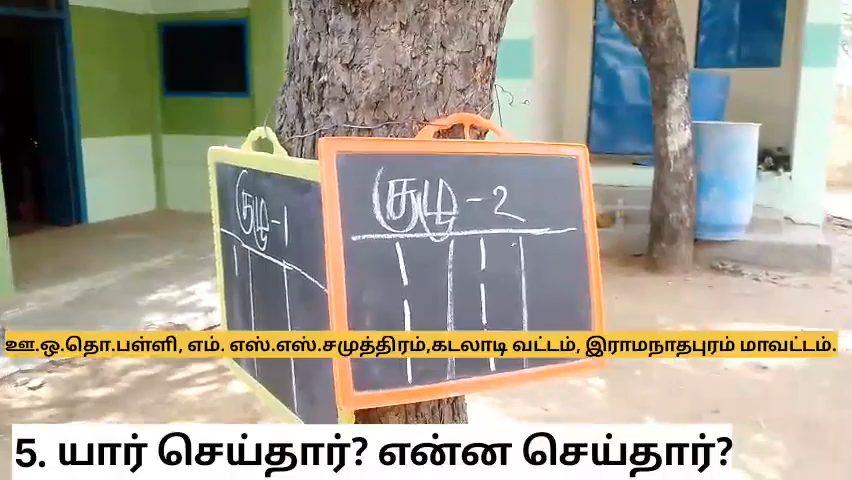 குழு-1
குழு-2
ஊ.ஒ.தொ.பள்ளி, எம். எஸ்.எஸ்.சமுத்திரம்,கடலாடி வட்டம், இராமநாதபுரம் மாவட்டம்.
5. யார் செய்தார்? என்ன செய்தார்?